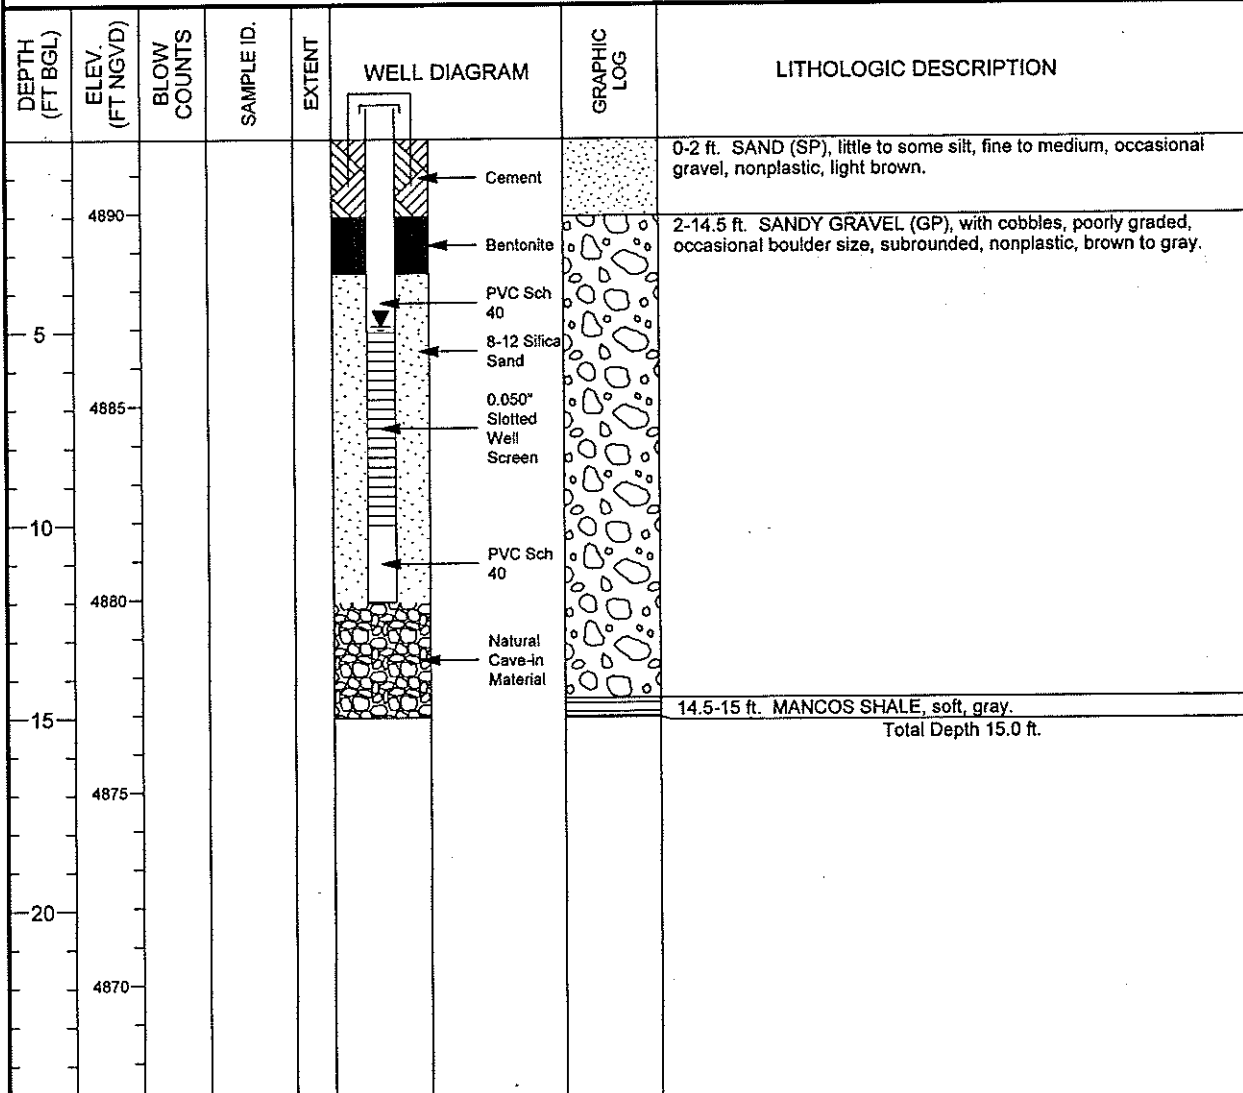 DEPTH
(FT BGL)
ELEV.
(FT NGVD)
BLOW
COUNTS
SAMPLE ID.
EXTENT
WELL DIAGRAM
GRAPHIC
LOG
LITHOLOGIC DESCRIPTION
0-2 ft. SAND (SP), little to some silt, fine to medium, occasional
gravel, nonplastic, light brown.
Cement
4890
2-14.5 ft. SANDY GRAVEL (GP), with cobbles, poorly graded,
occasional boulder size, subrounded, nonplastic, brown to gray.
Bentonite
PVC Sch
40
5
8-12 Silica
Sand
0.050"
Slotted
Well
Screen
4885
10
PVC Sch
40
4880
Natural
Cave-in
Material
14.5-15 ft. MANCOS SHALE, soft, gray.
15
Total Depth 15.0 ft.
4875
20
4870